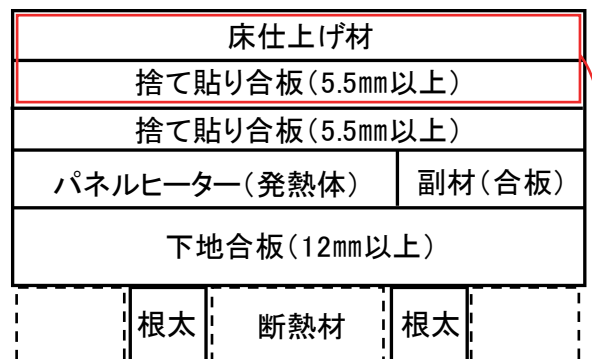 床仕上げ材
捨て貼り合板(5.5㎜以上)
捨て貼り合板(5.5㎜以上)
パネルヒーター(発熱体) 副材(合板)
下地合板(12㎜以上)
根太 断熱材 根太